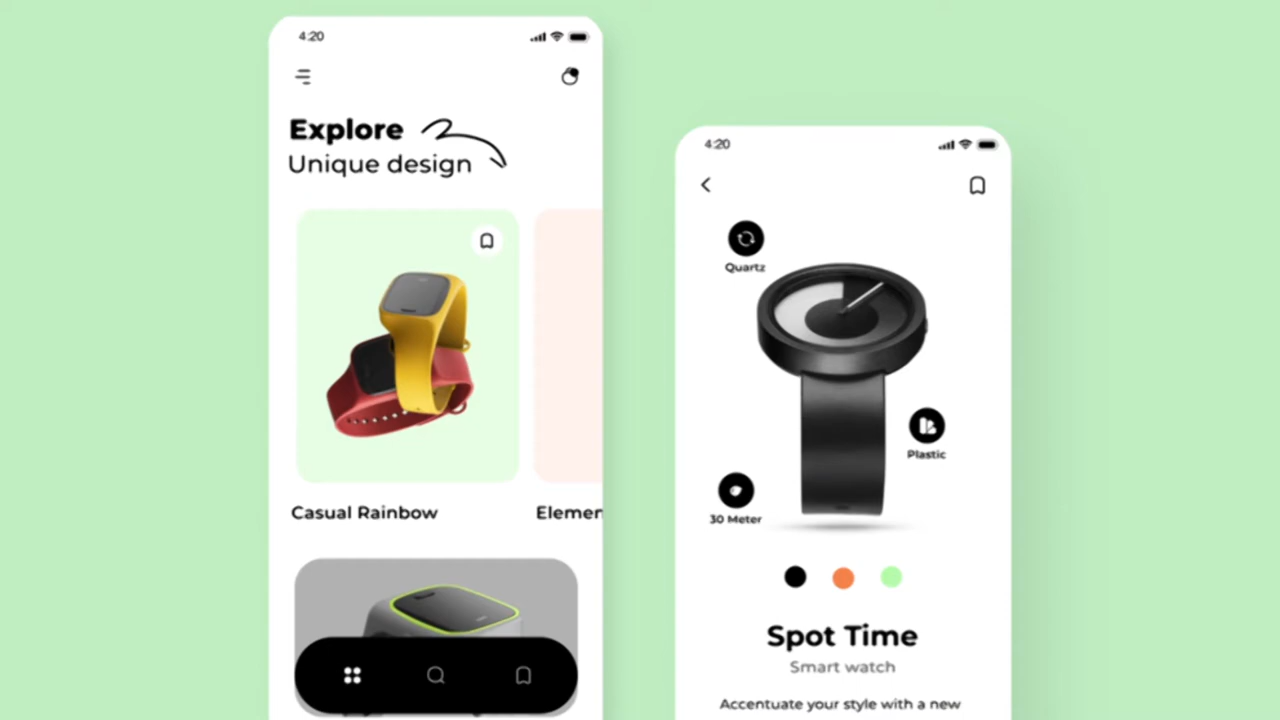 4:20
Explore
Unique design
Casual Rainbow
Elemen
4:20
Quartz
Plastic
30 Meter
Spot Time
Smart watch
Accentuate your style with a new